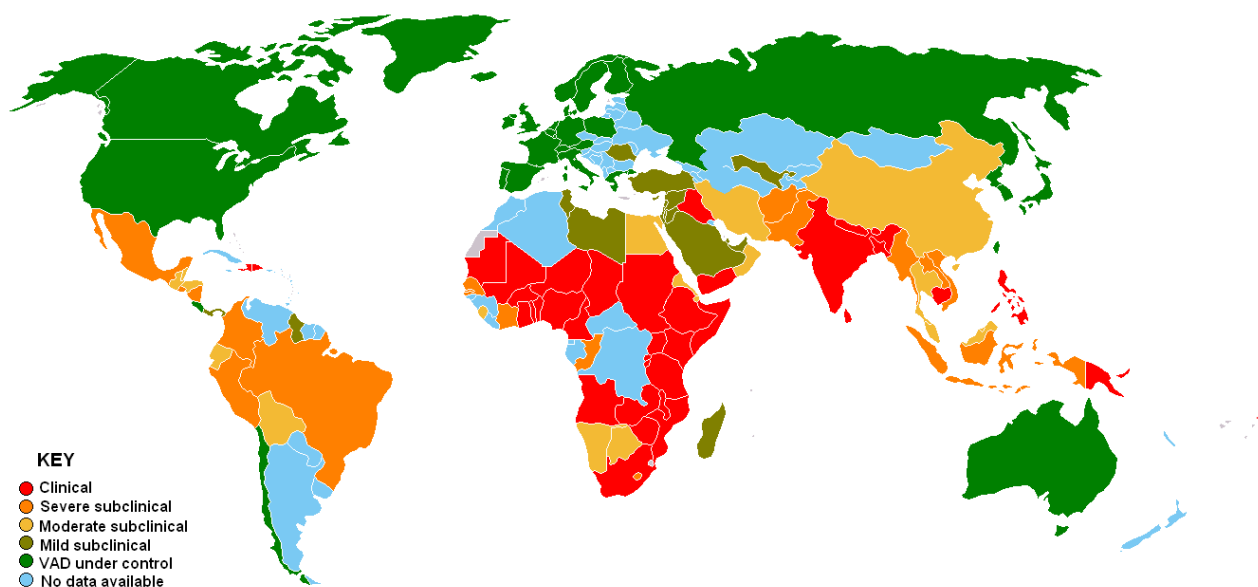 KEY
Clinical
Severe subclinical
Moderate subclinical
Mild subclinical
VAD under control
No data available